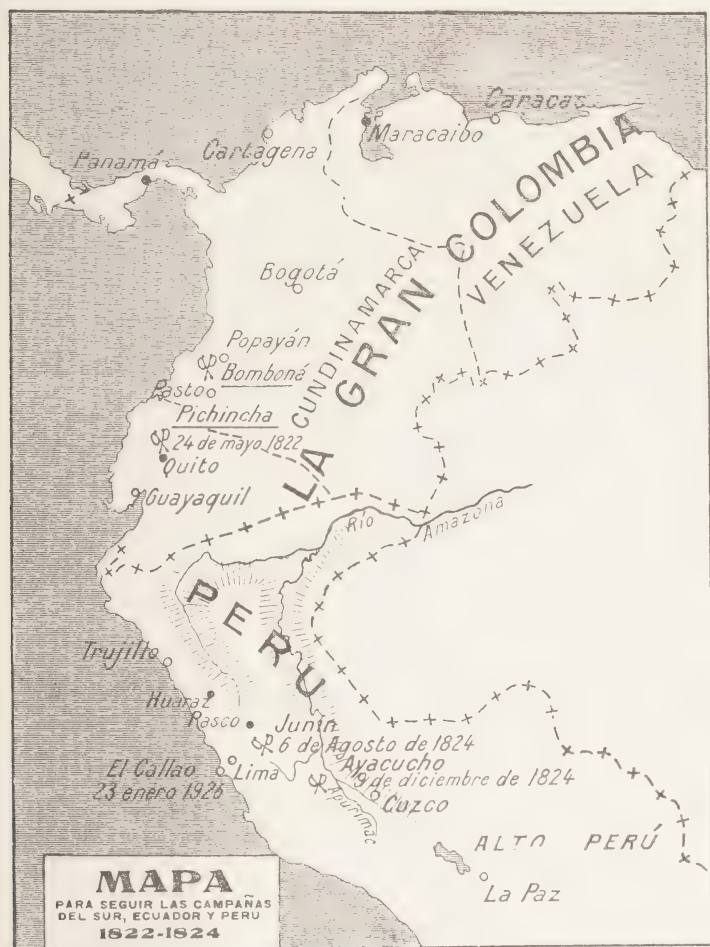 Caracas
Maracaibo
Cartagena
Panamá
LA GRAN COLOMBIA
VENEZUELA
CUNDINAMARCA
Bogotá
Popayán
Bomboná
Pasto
Pichincha
24 de mayo 1822
Quito
Guayaquil
Río Amazona
PERU
Trujillo
Huaraz
Rasco
Junín
6 de Agosto de 1824
Ayacucho
9 de diciembre de 1824
El Callao
23 enero 1926
Lima
Cuzco
Apurimac
ALTO PERÚ
La Paz
MAPA
PARA SEGUIR LAS CAMPAÑAS
DEL SUR, ECUADOR Y PERU
1822-1824